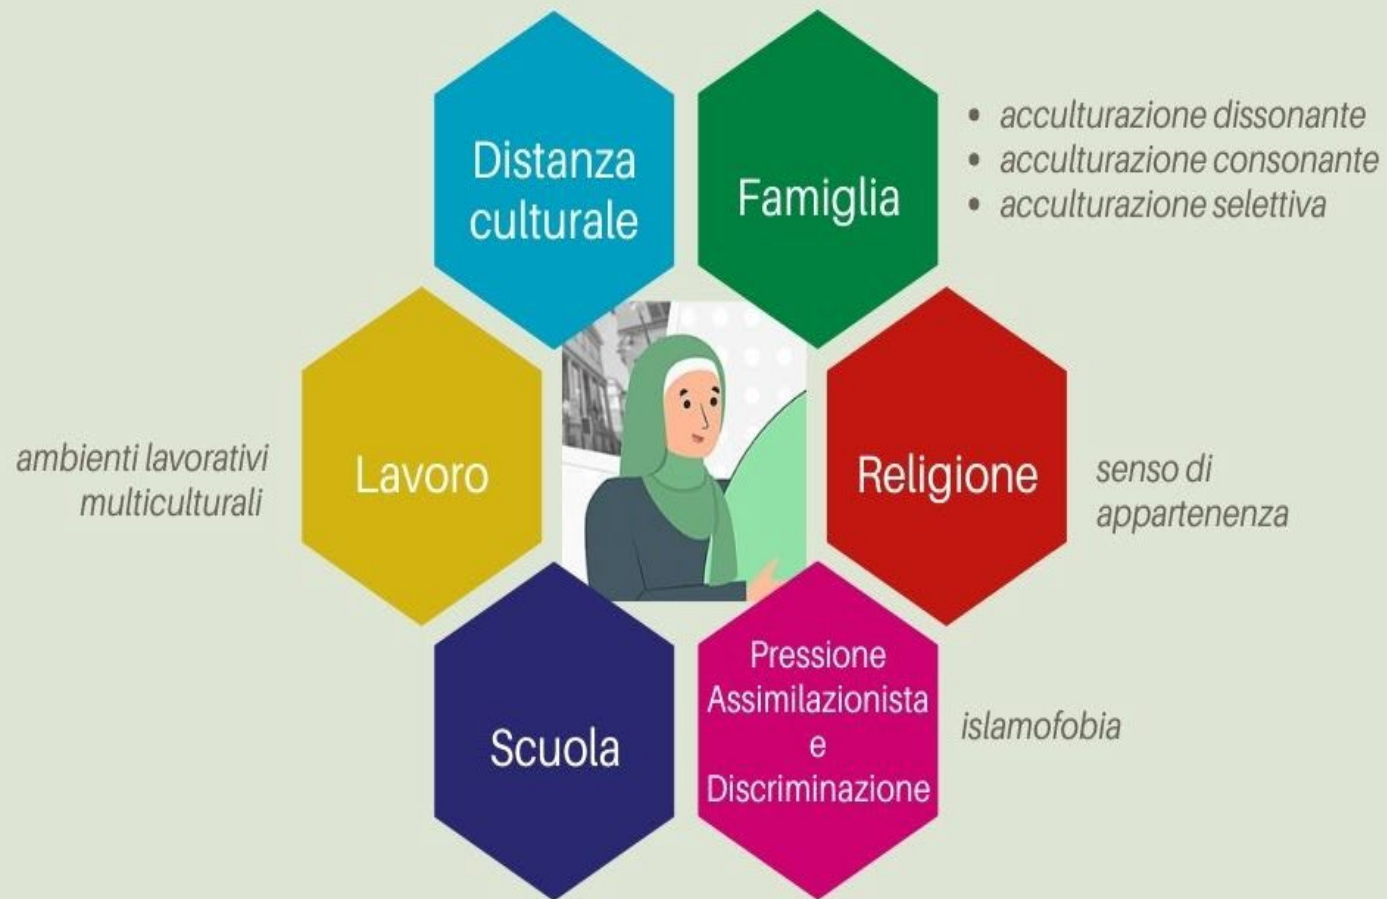 Distanza
culturale
Famiglia
• acculturazione dissonante
• acculturazione consonante
• acculturazione selettiva
ambienti lavorativi
multiculturali
Lavoro
Religione
senso di
appartenenza
Scuola
Pressione
Assimilazionista
e
Discriminazione
islamofobia